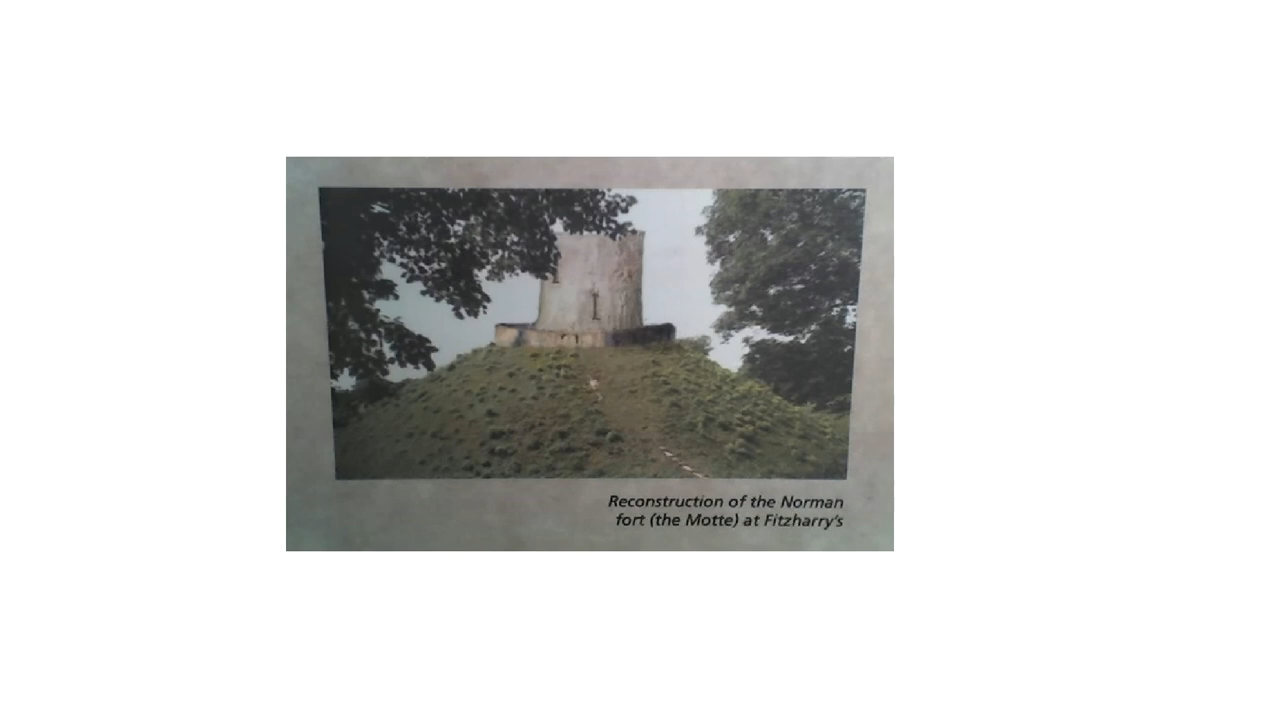 Reconstruction of the Norman
fort (the Motte) at Fitzharry's